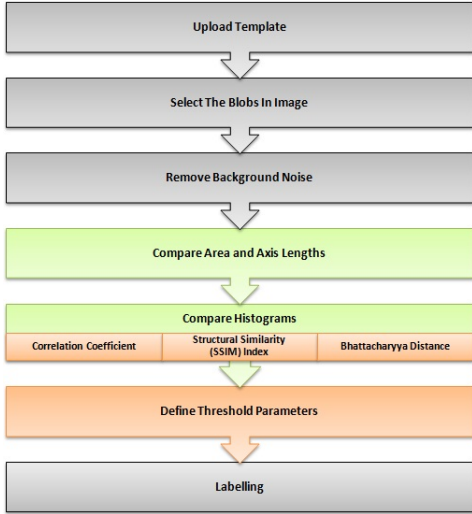 Upload Template
Select The Blobs In Image
Remove Background Noise
Compare Area and Axis Lengths
Compare Histograms
Correlation Coefficient
Structural Similarity
(SSIM) Index
Bhattacharyya Distance
Define Threshold Parameters
Labelling